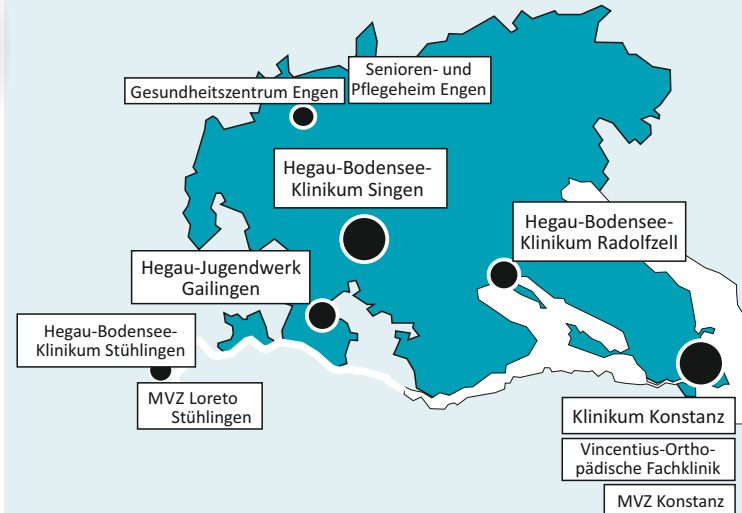 Senioren- und
Pflegeheim Engen
Gesundheitszentrum Engen
Hegau-Bodensee-
Klinikum Singen
Hegau-Bodensee-
Klinikum Radolfzell
Hegau-Jugendwerk
Gailingen
Hegau-Bodensee-
Klinikum Stühlingen
MVZ Loreto
Stühlingen
Klinikum Konstanz
Vincentius-Ortho-
pädische Fachklinik
MVZ Konstanz